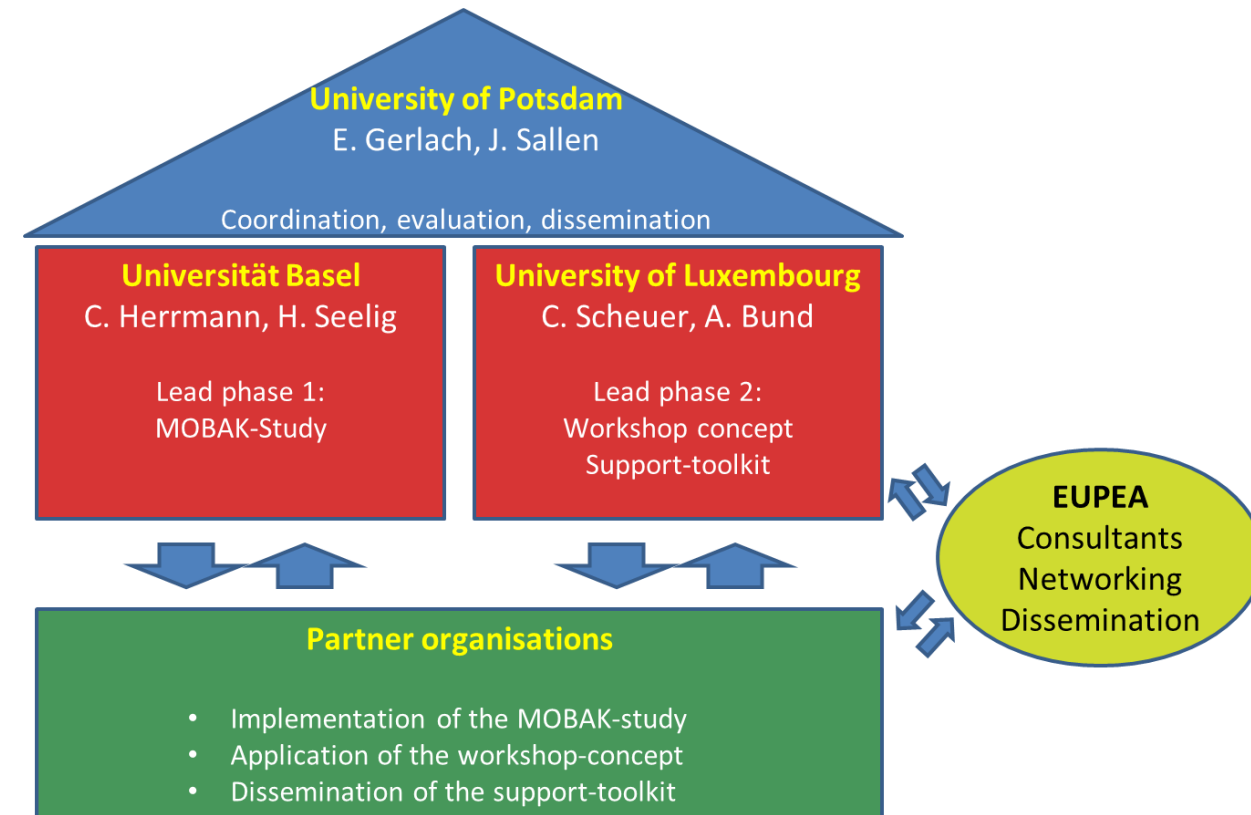 University of Potsdam
E. Gerlach, J. Sallen
Coordination, evaluation, dissemination
Universität Basel
C. Herrmann, H. Seelig
Lead phase 1:
MOBAK-Study
University of Luxembourg
C. Scheuer, A. Bund
Lead phase 2:
Workshop concept
Support-toolkit
EUPEA
Consultants
Networking
Dissemination
Partner organisations
• Implementation of the MOBAK-study
• Application of the workshop-concept
• Dissemination of the support-toolkit